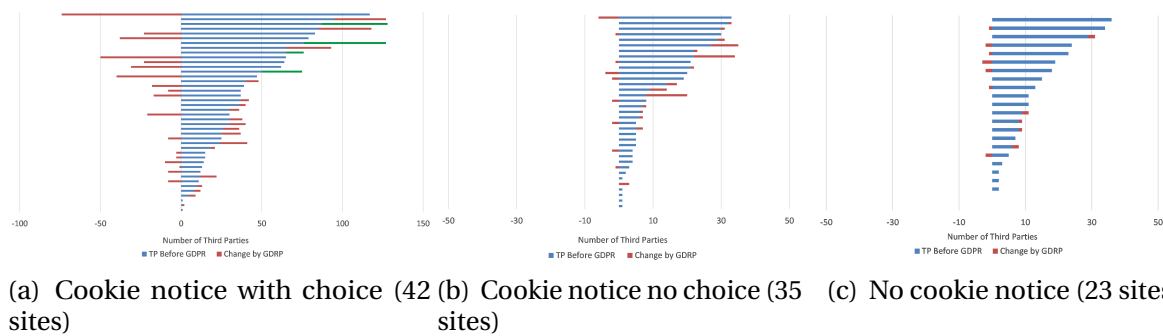 -100 -50 0 50 100 150
Number of Third Parties
TP Before GDPR Change by GDRP
-50 -30 -10 10 30 50
Number of Third Parties
TP Before GDPR Change by GDRP
-50 -30 -10 10 30 50
Number of Third Parties
TP Before GDPR Change by GDRP
(a) Cookie notice with choice (42
sites)
(b) Cookie notice no choice (35
sites)
(c) No cookie notice (23 sites